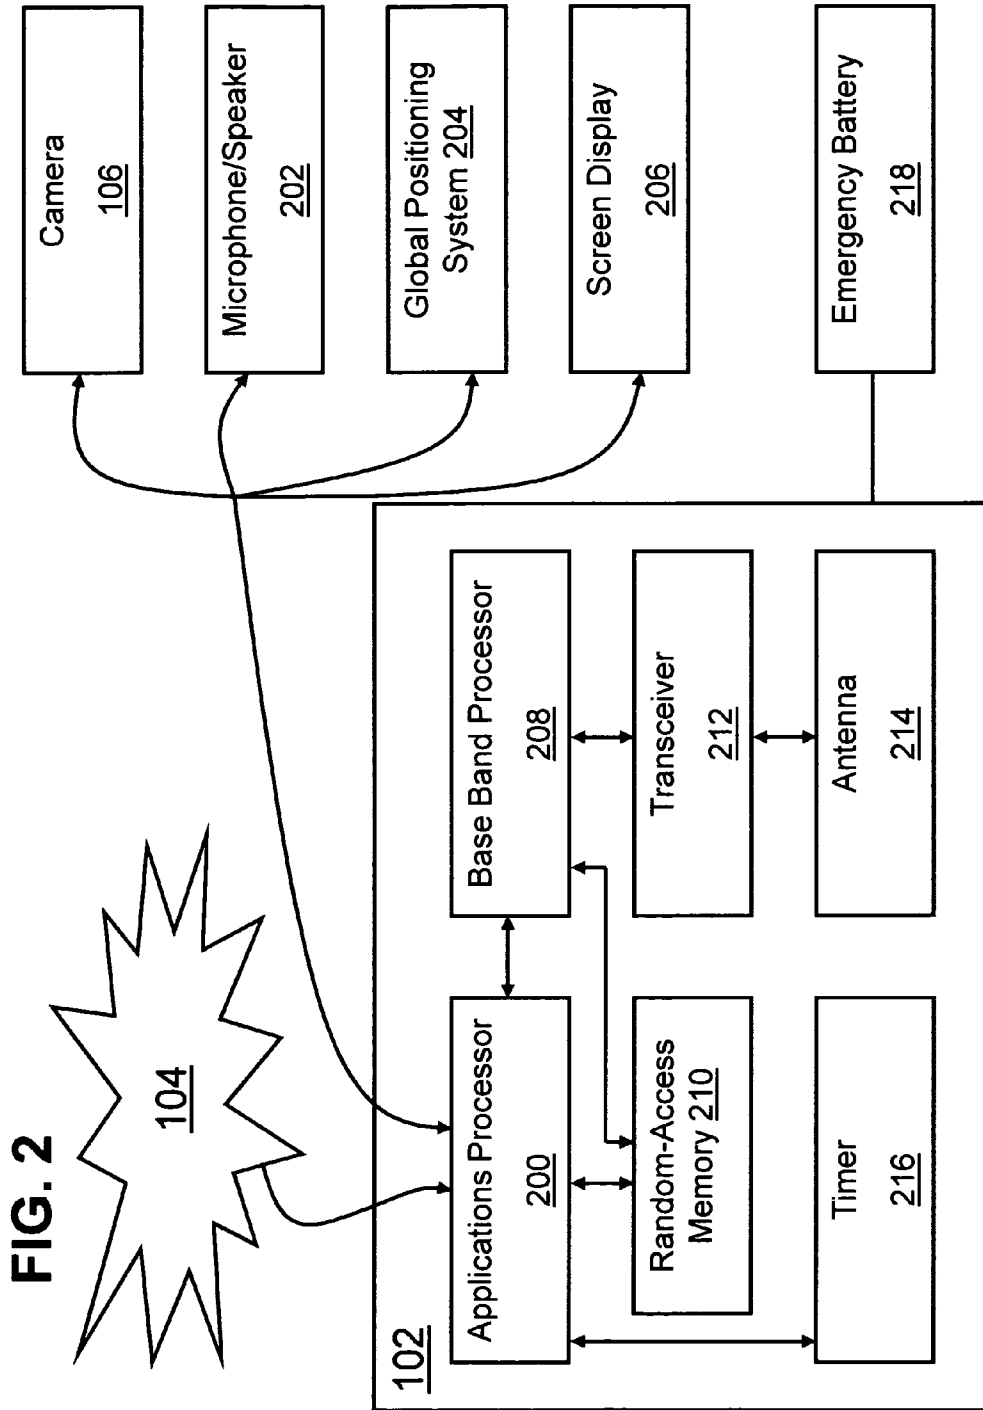 FIG. 2
104
Camera
106
Microphone/Speaker
202
Global Positioning
System 204
Screen Display
206
Emergency Battery
218
102
Applications Processor
200
Base Band Processor
208
Random-Access
Memory 210
Transceiver
212
Timer
216
Antenna
214